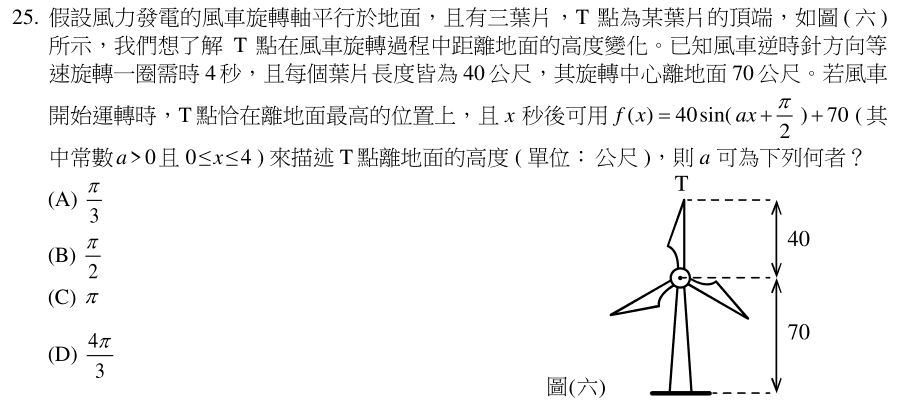 25. 假設風力發電的風車旋轉軸平行於地面，且有三葉片，T 點為某葉片的頂端，如圖(六)
所示，我們想了解 T 點在風車旋轉過程中距離地面的高度變化。已知風車逆時針方向等
速旋轉一圈需時 4 秒，且每個葉片長度皆為 40 公尺，其旋轉中心離地面 70 公尺。若風車
開始運轉時，T 點恰在離地面最高的位置上，且 x 秒後可用 f(x) = 40sin( ax + π/2 ) + 70 ( 其
中常數 a > 0 且 0 ≤ x ≤ 4 ) 來描述 T 點離地面的高度 ( 單位： 公尺 )，則 a 可為下列何者？
(A) π/3
(B) π/2
(C) π
(D) 4π/3
T
40
70
圖(六)